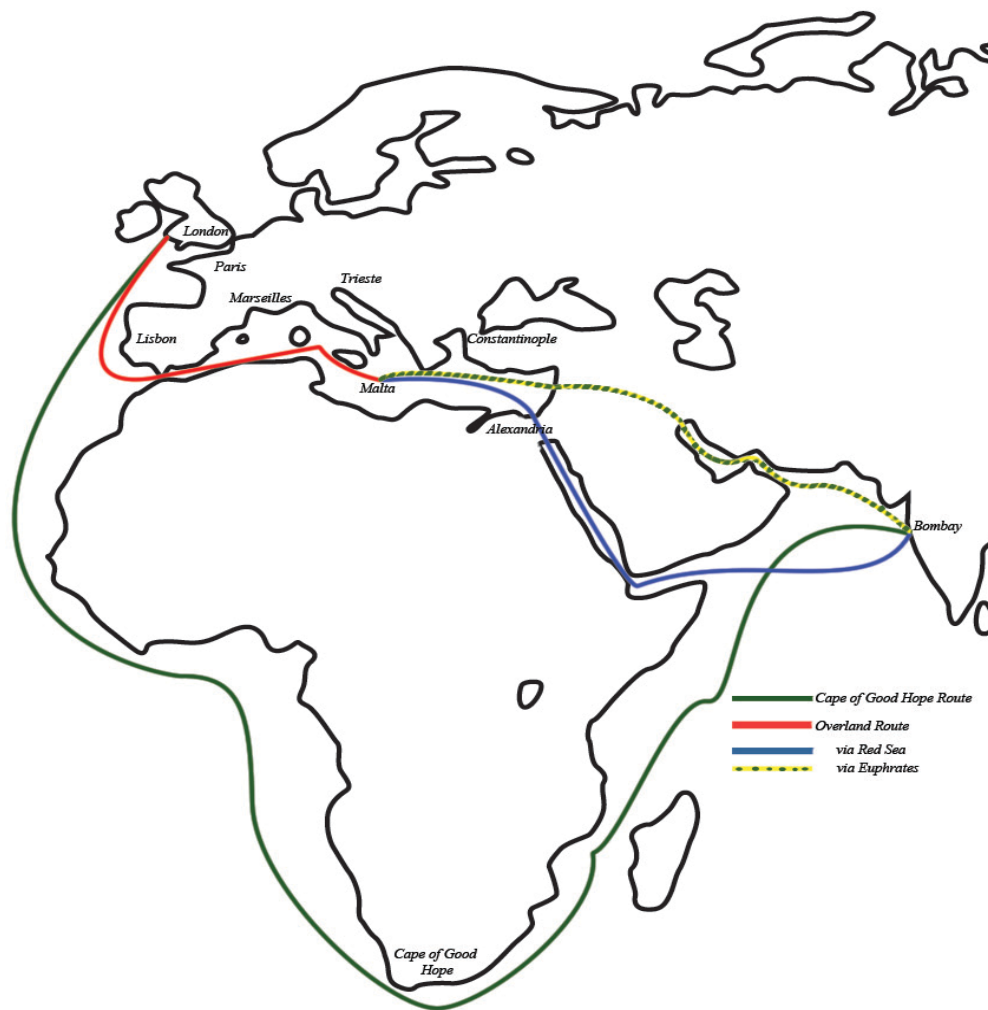 London
Paris
Trieste
Marseilles
Lisbon
Constantinople
Malta
Alexandria
Bombay
Cape of Good Hope Route
Overland Route
via Red Sea
via Euphrates
Cape of Good
Hope